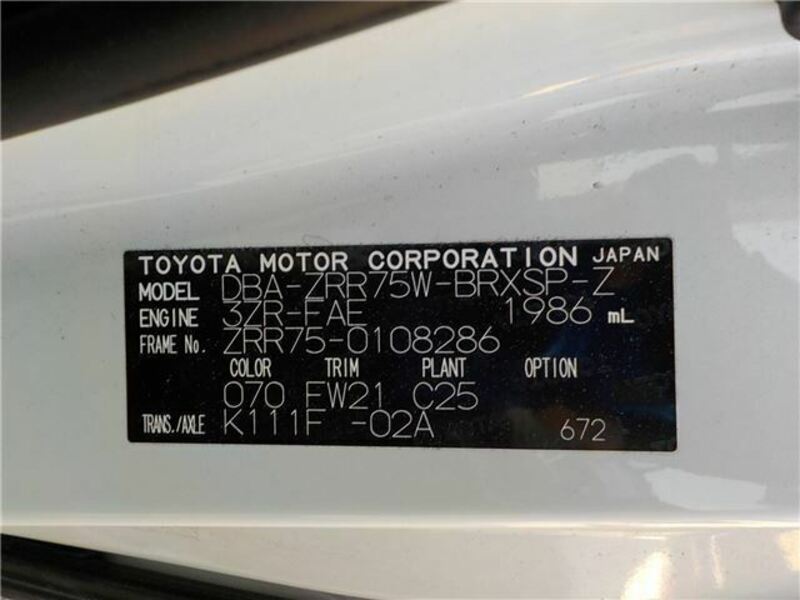 TOYOTA MOTOR CORPORATION JAPAN
MODEL DBA-ZRR75W-BRXSP-Z
ENGINE 3ZR-FAE 1986 mL
FRAME No. ZRR75-0108286
COLOR TRIM PLANT OPTION
070 FW21 C25
TRANS./AXLE K111F -02A 672